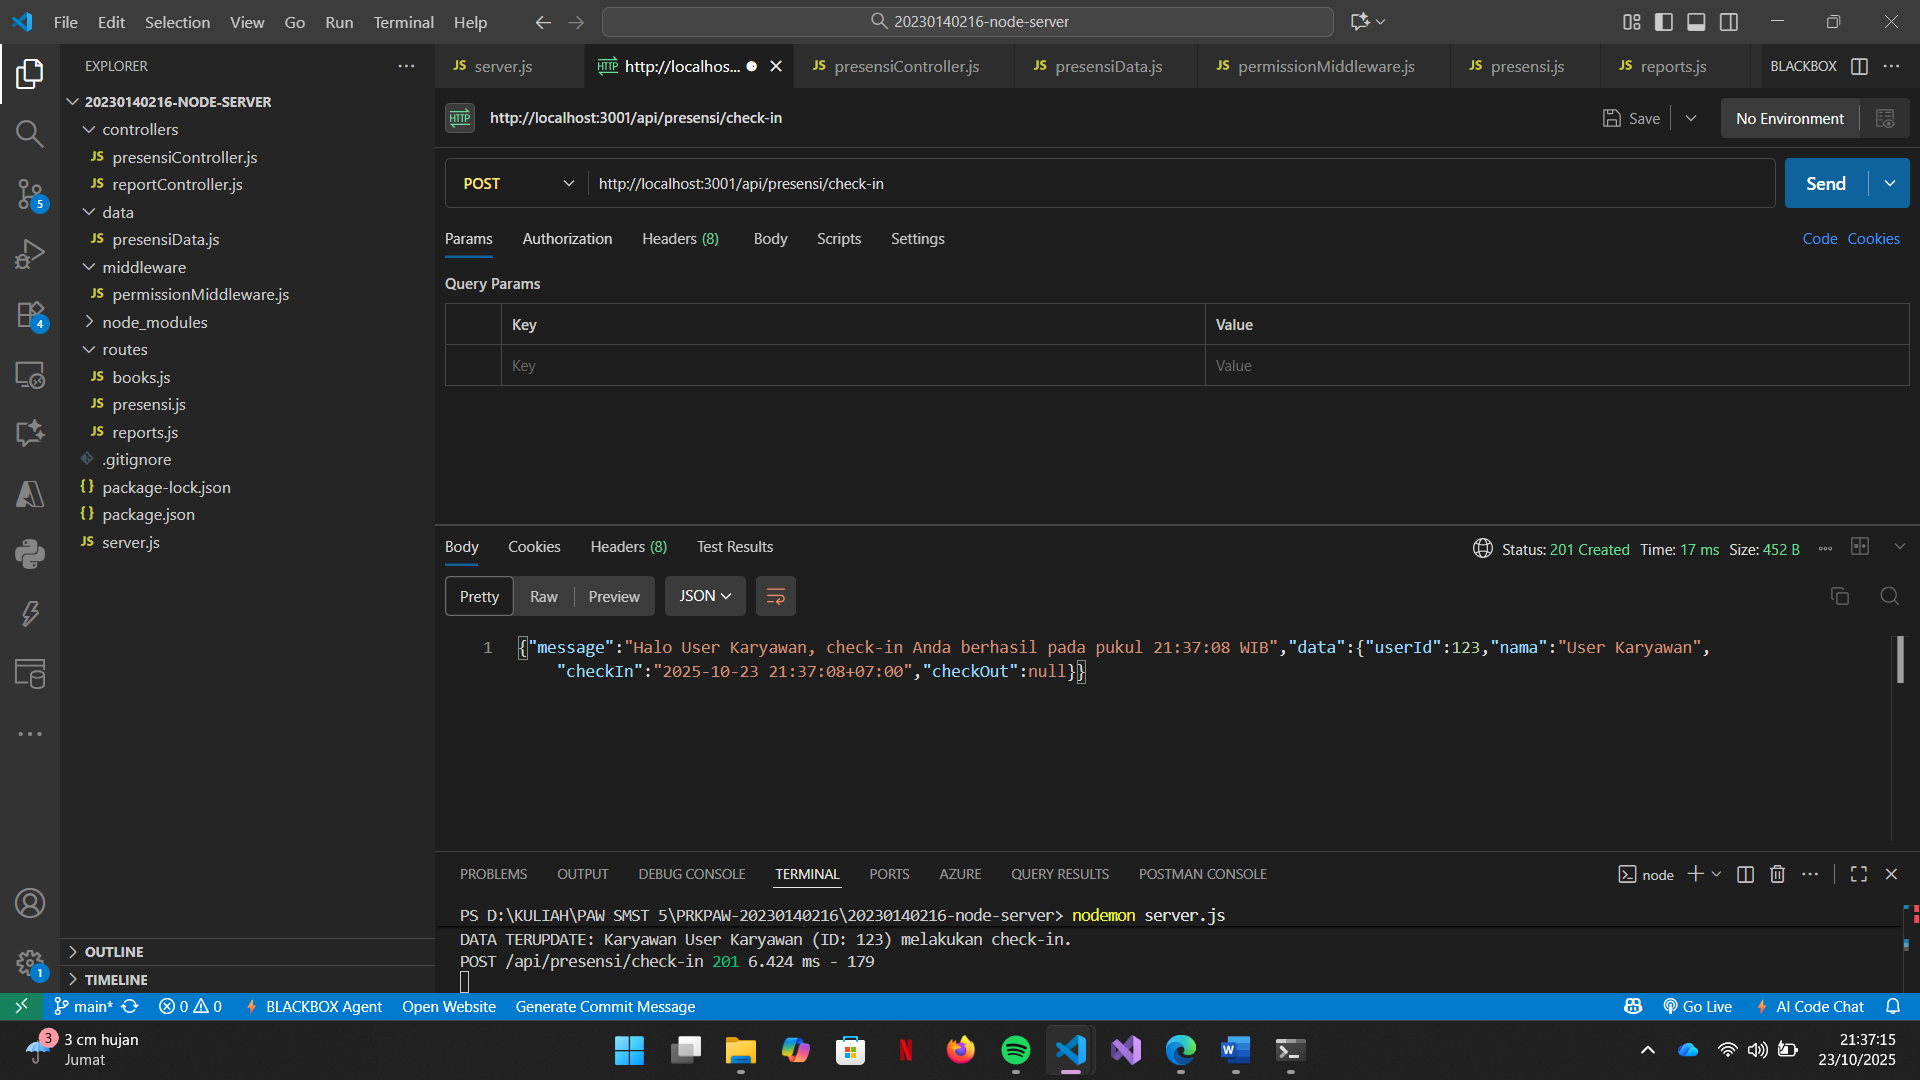 File Edit Selection View Go Run Terminal Help
20230140216-node-server
EXPLORER
20230140216-NODE-SERVER
controllers
JS presensiController.js
JS reportController.js
data
JS presensiData.js
middleware
JS permissionMiddleware.js
node_modules
routes
JS books.js
JS presensi.js
JS reports.js
.gitignore
{} package-lock.json
{} package.json
JS server.js
OUTLINE
TIMELINE
5
4
1
JS server.js
HTTP http://localhos...
JS presensiController.js
JS presensiData.js
JS permissionMiddleware.js
JS presensi.js
JS reports.js
BLACKBOX
HTTP http://localhost:3001/api/presensi/check-in
Save
No Environment
POST http://localhost:3001/api/presensi/check-in
Send
Params Authorization Headers (8) Body Scripts Settings
Code Cookies
Query Params
Key Value
Key Value
Body Cookies Headers (8) Test Results
Status: 201 Created Time: 17 ms Size: 452 B
Pretty Raw Preview JSON
1 {"message":"Halo User Karyawan, check-in Anda berhasil pada pukul 21:37:08 WIB","data":{"userId":123,"nama":"User Karyawan",
"checkIn":"2025-10-23 21:37:08+07:00","checkOut":null}}
PROBLEMS OUTPUT DEBUG CONSOLE TERMINAL PORTS AZURE QUERY RESULTS POSTMAN CONSOLE
node
PS D:\KULIAH\PAW SMST 5\PRKPAW-20230140216\20230140216-node-server> nodemon server.js
DATA TERUPDATE: Karyawan User Karyawan (ID: 123) melakukan check-in.
POST /api/presensi/check-in 201 6.424 ms - 179
main* 0 0 BLACKBOX Agent Open Website Generate Commit Message
Go Live AI Code Chat
3
3 cm hujan
Jumat
21:37:15
23/10/2025